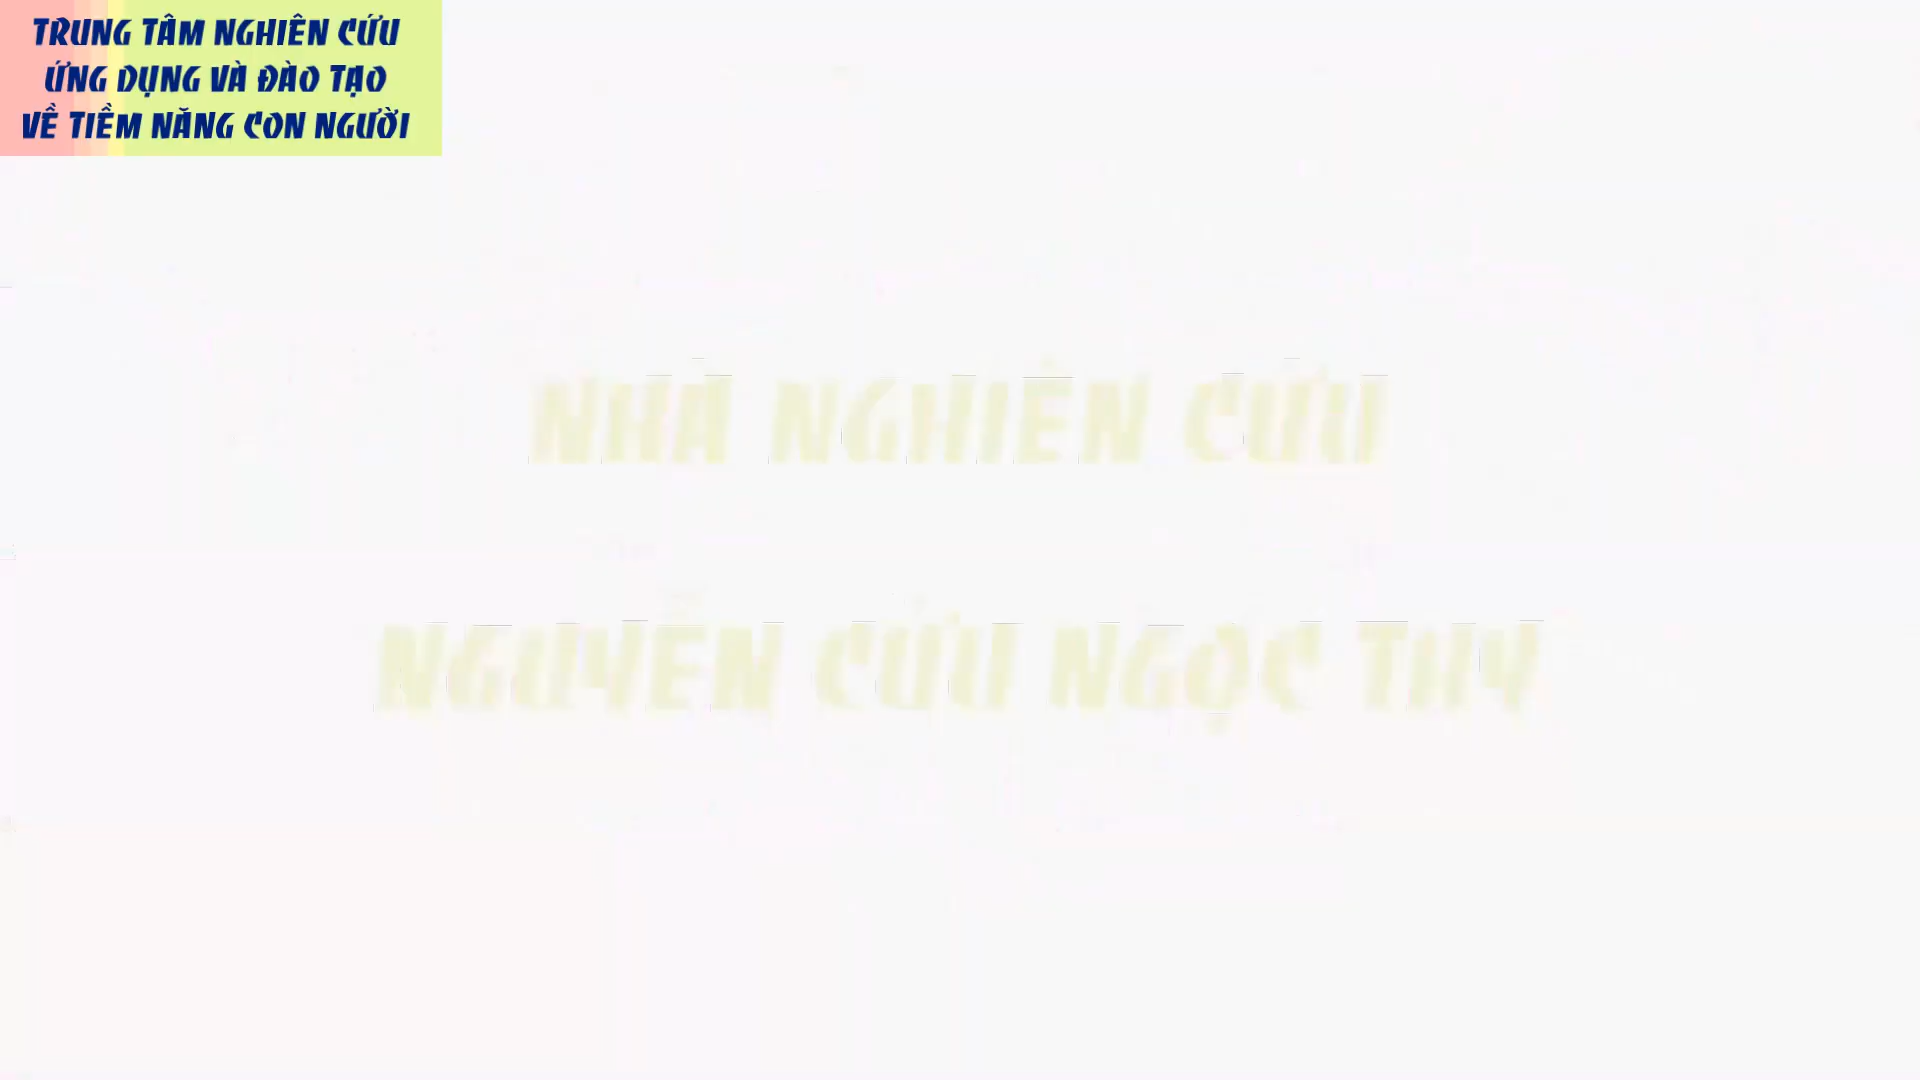 TRUNG TÂM NGHIÊN CỨU
ỨNG DỤNG VÀ ĐÀO TẠO
VỀ TIỀM NĂNG CON NGƯỜI
NHÀ NGHIÊN CỨU
NGUYỄN CỬU NGỌC THY